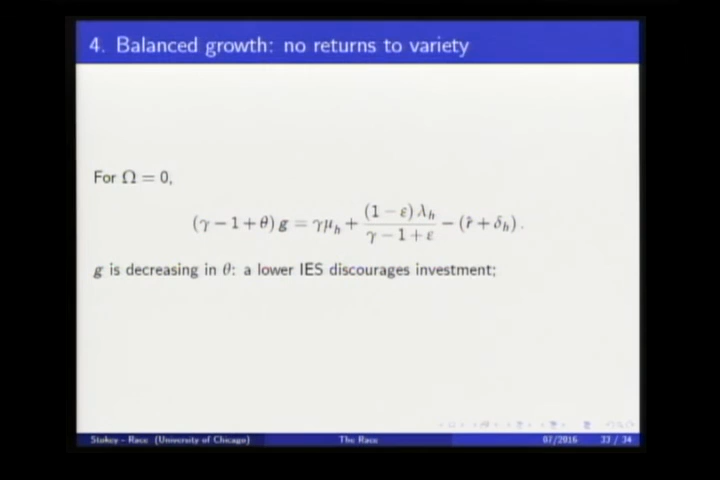 4. Balanced growth: no returns to variety
For Ω = 0,
(γ − 1 + θ) g = γμ_h + (1 − ε) λ_h / (γ − 1 + ε) − (r̂ + δ_h) .
g is decreasing in θ: a lower IES discourages investment;
Stokey - Race (University of Chicago) The Race 07/2016 33 / 34